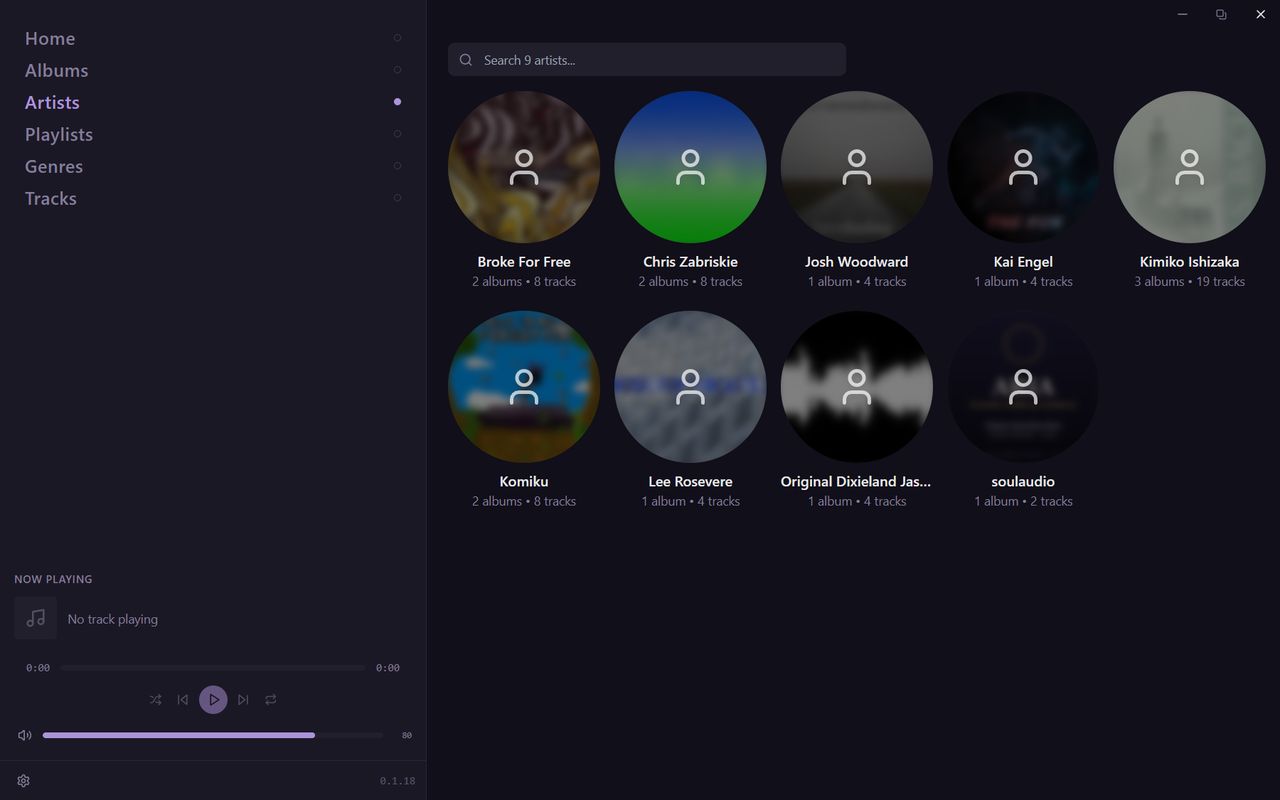 Home
Albums
Artists
Playlists
Genres
Tracks
NOW PLAYING
No track playing
0:00 0:00
80
0.1.18
Search 9 artists...
Broke For Free
2 albums • 8 tracks
Chris Zabriskie
2 albums • 8 tracks
Josh Woodward
1 album • 4 tracks
Kai Engel
1 album • 4 tracks
Kimiko Ishizaka
3 albums • 19 tracks
Komiku
2 albums • 8 tracks
Lee Rosevere
1 album • 4 tracks
Original Dixieland Jas...
1 album • 4 tracks
soulaudio
1 album • 2 tracks